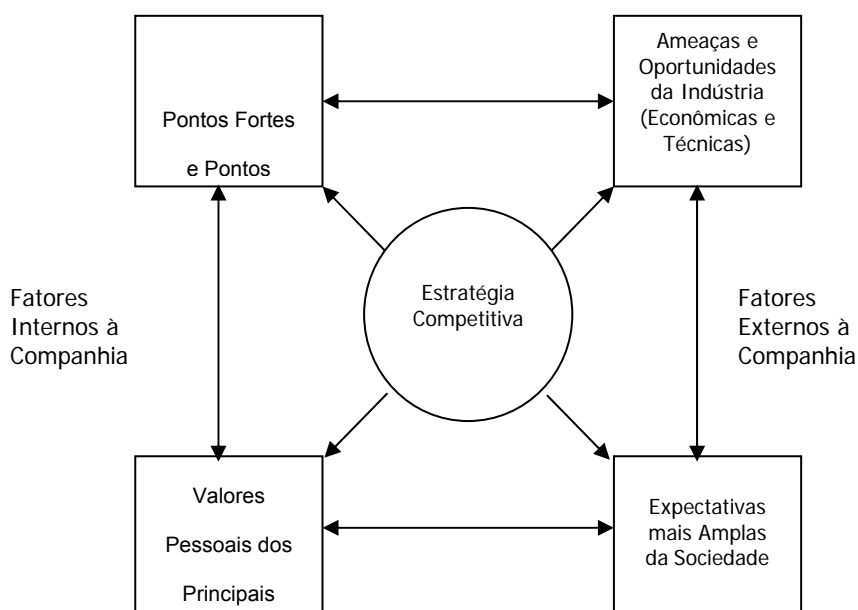 Pontos Fortes
e Pontos
Ameaças e
Oportunidades
da Indústria
(Econômicas e
Técnicas)
Fatores
Internos à
Companhia
Estratégia
Competitiva
Fatores
Externos à
Companhia
Valores
Pessoais dos
Principais
Expectativas
mais Amplas
da Sociedade